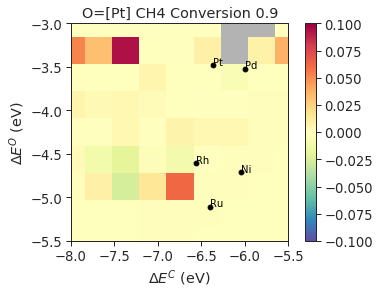 O=[Pt] CH4 Conversion 0.9
−3.0
−3.5
−4.0
−4.5
−5.0
−5.5
ΔE^O (eV)
Pt
Pd
Rh
Ni
Ru
−8.0 −7.5 −7.0 −6.5 −6.0 −5.5
ΔE^C (eV)
0.100
0.075
0.050
0.025
0.000
−0.025
−0.050
−0.075
−0.100